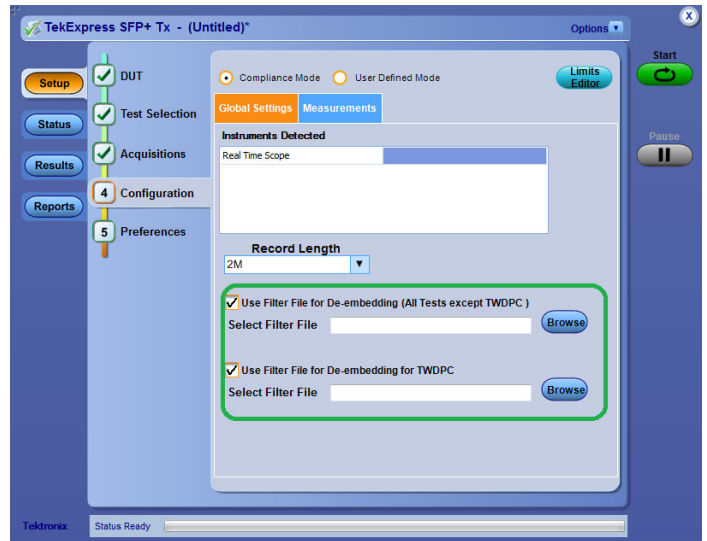 TekExpress SFP+ Tx - (Untitled)*
Options
X
Setup
Status
Results
Reports
DUT
Test Selection
Acquisitions
4 Configuration
5 Preferences
Compliance Mode
User Defined Mode
Limits
Editor
Global Settings
Measurements
Instruments Detected
Real Time Scope
Record Length
2M
Use Filter File for De-embedding (All Tests except TWDPC )
Select Filter File
Browse
Use Filter File for De-embedding for TWDPC
Select Filter File
Browse
Start
Pause
Tektronix
Status Ready